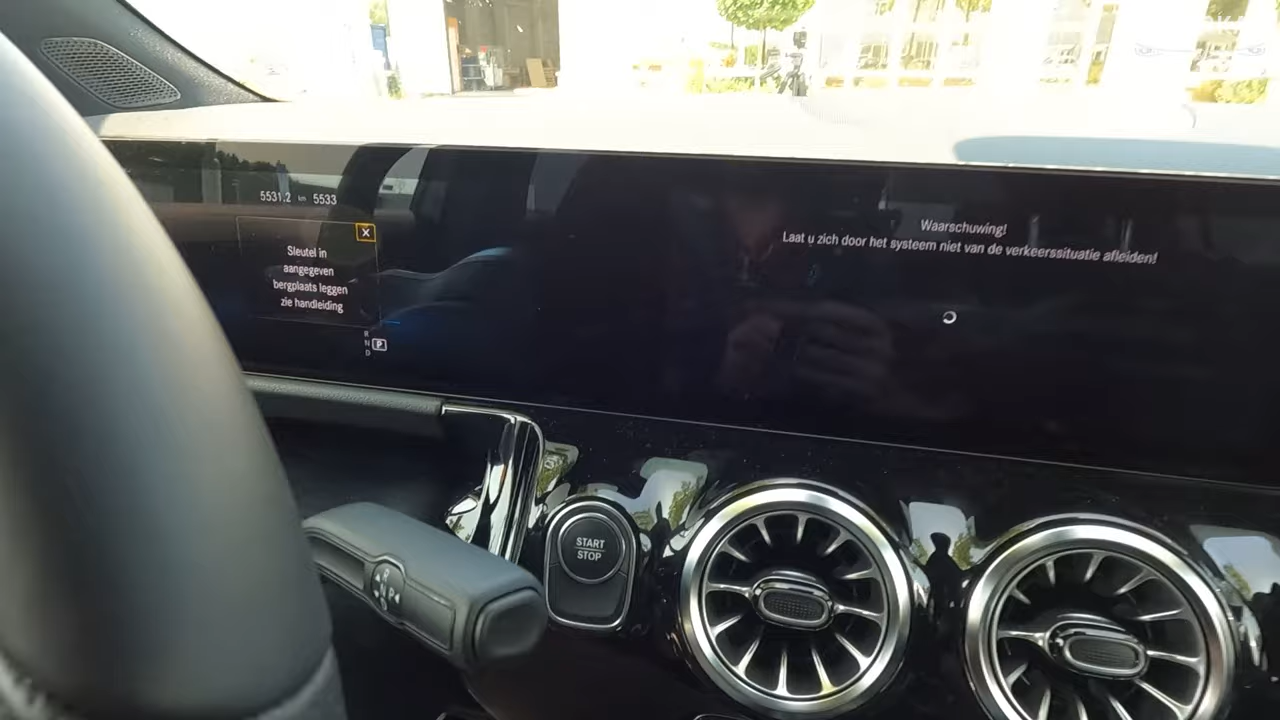 5531.2 km 5533
Sleutel in
aangegeven
bergplaats leggen
zie handleiding
R
N P
D
Waarschuwing!
Laat u zich door het systeem niet van de verkeerssituatie afleiden!
START
STOP